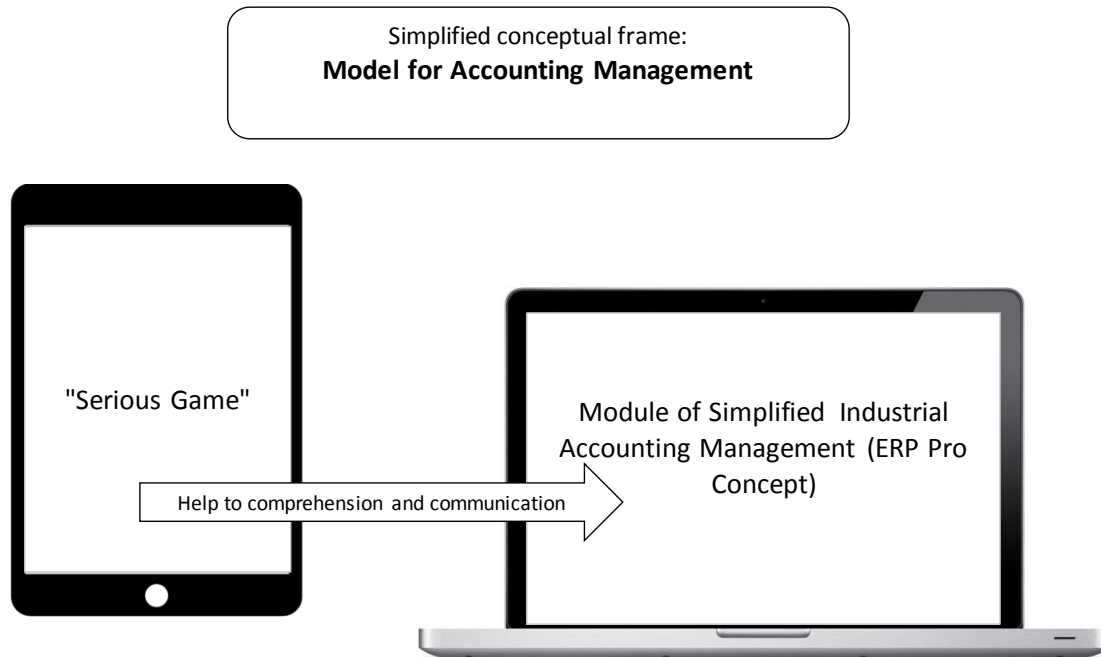 Simplified conceptual frame:
Model for Accounting Management
"Serious Game"
Module of Simplified Industrial
Accounting Management (ERP Pro
Concept)
Help to comprehension and communication